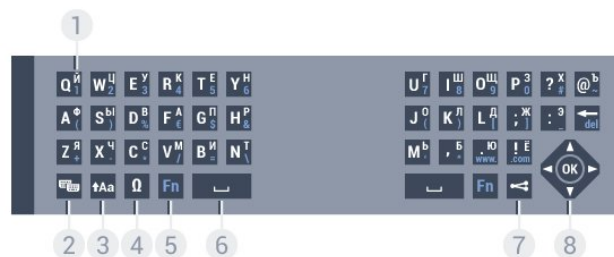 1
Q Й 1 W Ц 2 E У 3 R К 4 T Е 5 Y Н 6 U Г 7 I Ш 8 O Щ 9 P З 0 ? Х # @ Ъ
A Ф ( S Ы ) D В % F А € G П $ H Р & J О ( K Л ) L Д [ ; Ж ] : Э del
Z Я + X Ч - C С * V М / B И = N Т \ M Ь . , Б * . Ю www. ! Ё .com
Aa Ω Fn Fn OK
2 3 4 5 6 7 8